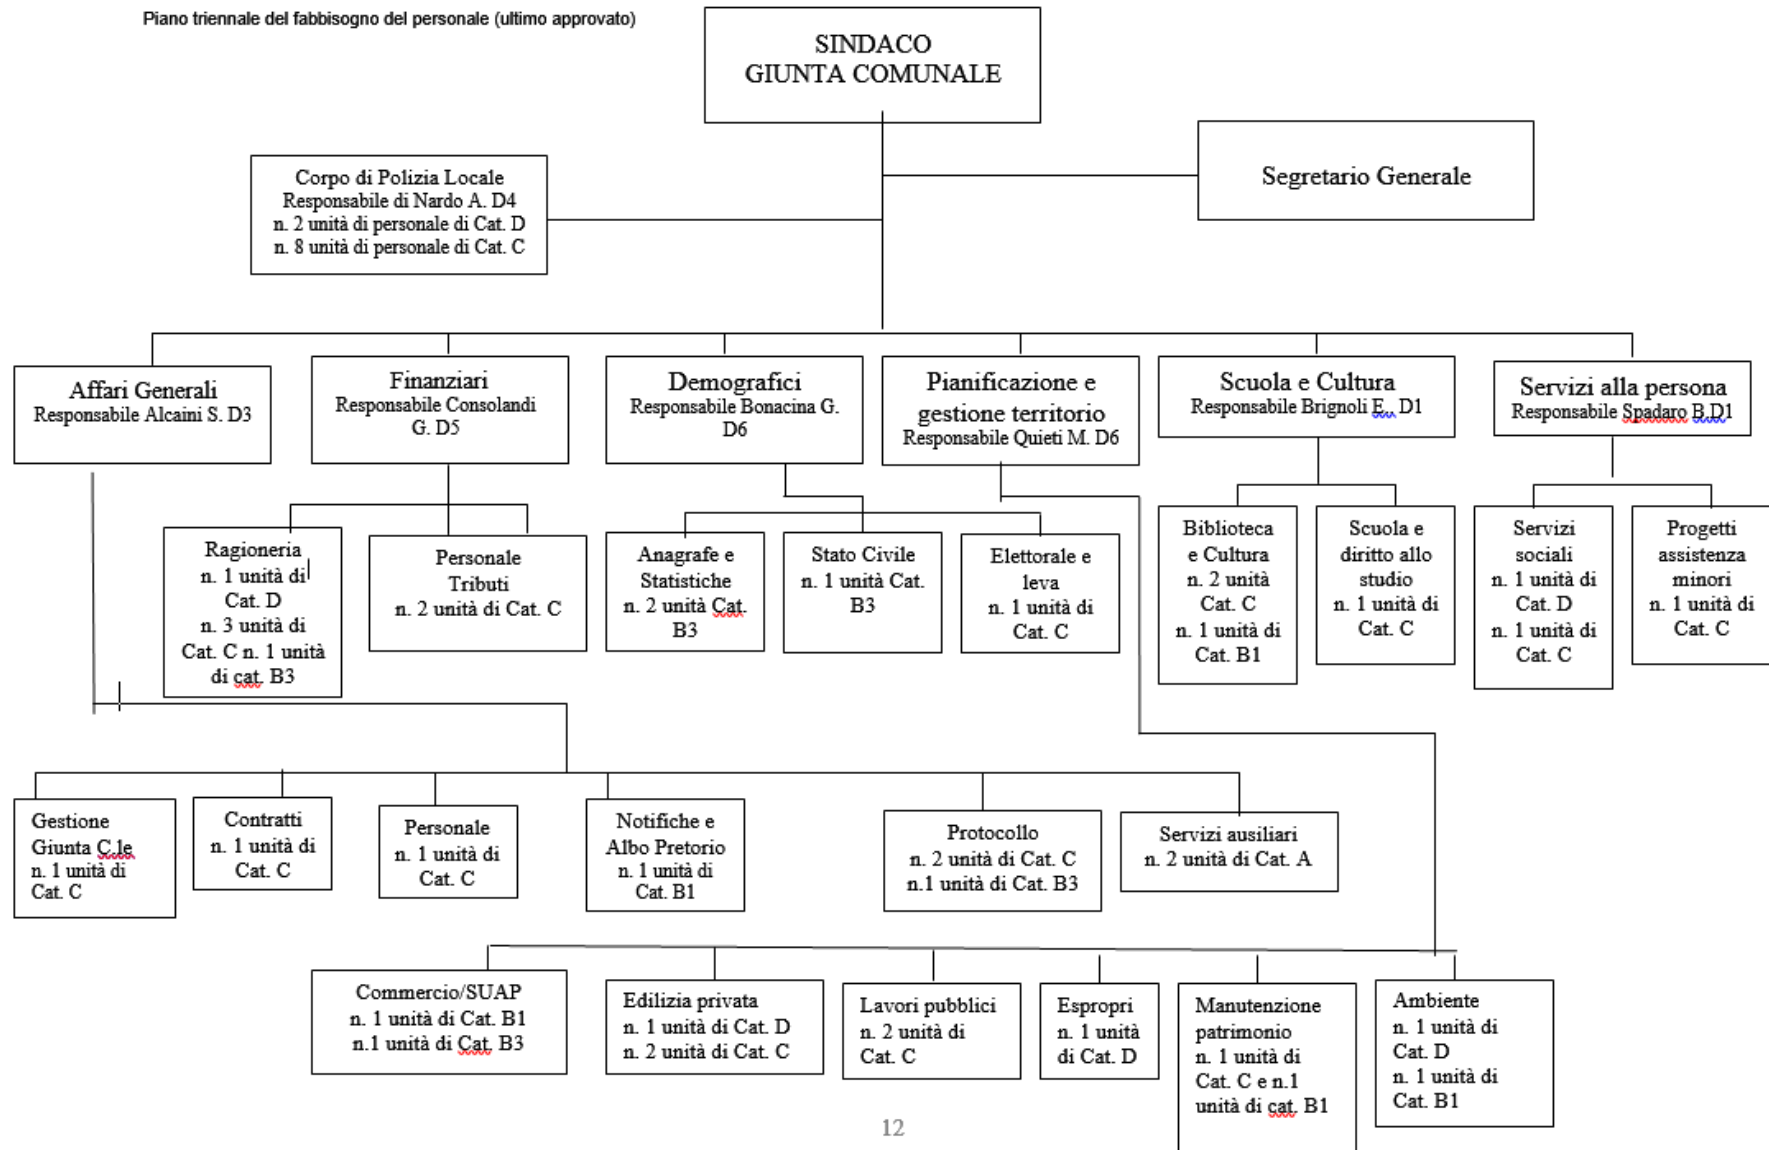 Piano triennale del fabbisogno del personale (ultimo approvato)
SINDACO
GIUNTA COMUNALE
Segretario Generale
Corpo di Polizia Locale
Responsabile di Nardo A. D4
n. 2 unità di personale di Cat. D
n. 8 unità di personale di Cat. C
Affari Generali
Responsabile Alcaini S. D3
Finanziari
Responsabile Consolandi
G. D5
Demografici
Responsabile Bonacina G.
D6
Pianificazione e
gestione territorio
Responsabile Quieti M. D6
Scuola e Cultura
Responsabile Brignoli E,. D1
Servizi alla persona
Responsabile Spadaro B.D1
Ragioneria
n. 1 unità di
Cat. D
n. 3 unità di
Cat. C n. 1 unità
di cat. B3
Personale
Tributi
n. 2 unità di Cat. C
Anagrafe e
Statistiche
n. 2 unità Cat.
B3
Stato Civile
n. 1 unità Cat.
B3
Elettorale e
leva
n. 1 unità di
Cat. C
Biblioteca
e Cultura
n. 2 unità
Cat. C
n. 1 unità di
Cat. B1
Scuola e
diritto allo
studio
n. 1 unità di
Cat. C
Servizi
sociali
n. 1 unità di
Cat. D
n. 1 unità di
Cat. C
Progetti
assistenza
minori
n. 1 unità di
Cat. C
Gestione
Giunta C.le
n. 1 unità di
Cat. C
Contratti
n. 1 unità di
Cat. C
Personale
n. 1 unità di
Cat. C
Notifiche e
Albo Pretorio
n. 1 unità di
Cat. B1
Protocollo
n. 2 unità di Cat. C
n.1 unità di Cat. B3
Servizi ausiliari
n. 2 unità di Cat. A
Commercio/SUAP
n. 1 unità di Cat. B1
n.1 unità di Cat. B3
Edilizia privata
n. 1 unità di Cat. D
n. 2 unità di Cat. C
Lavori pubblici
n. 2 unità di
Cat. C
Espropri
n. 1 unità
di Cat. D
Manutenzione
patrimonio
n. 1 unità di
Cat. C e n.1
unità di cat. B1
Ambiente
n. 1 unità di
Cat. D
n. 1 unità di
Cat. B1
12